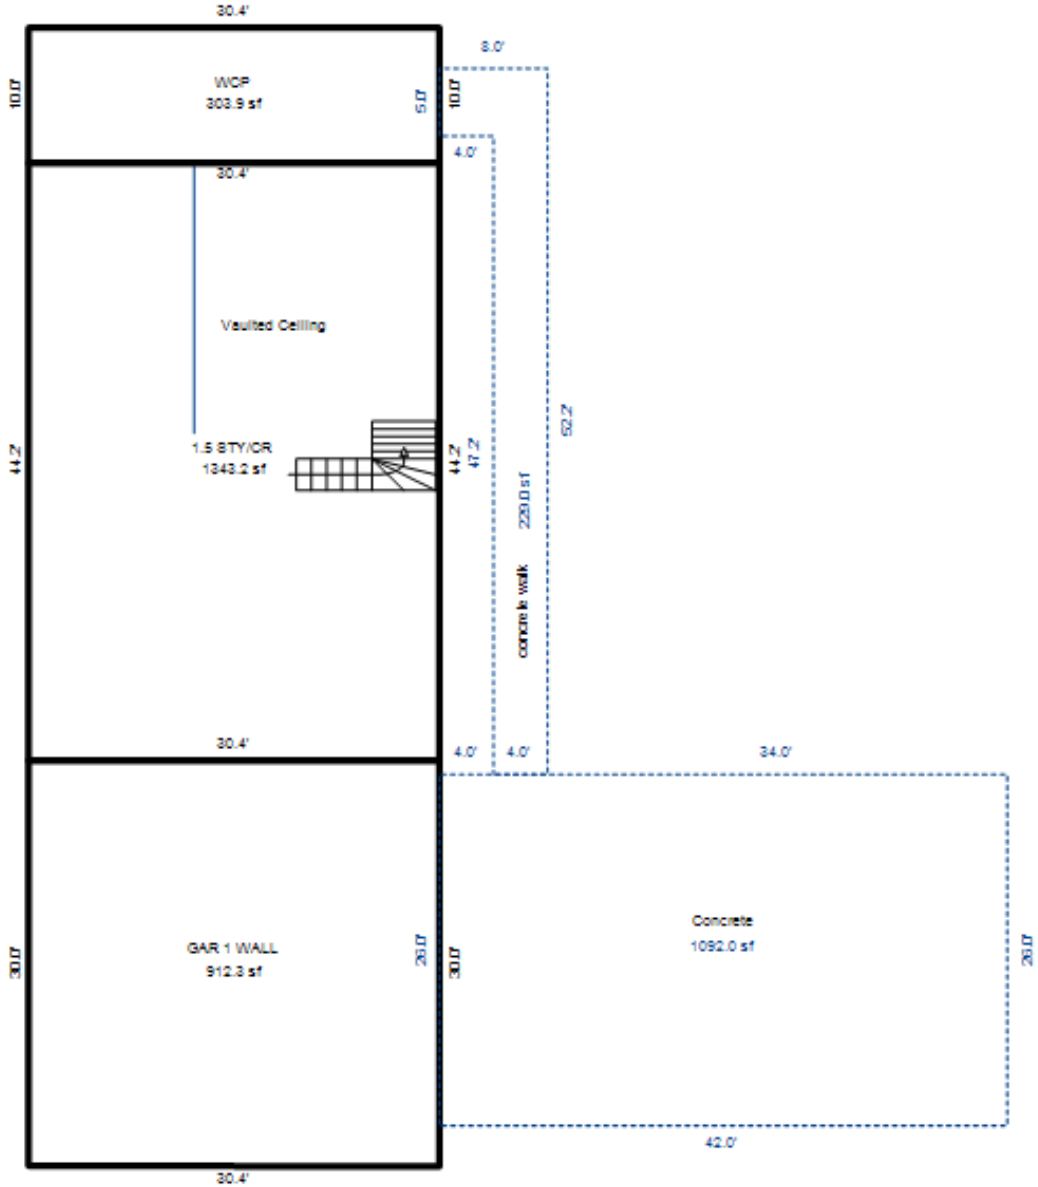 30.4'
8.0'
10.0'
WCP
303.9 sf
5.0'
10.0'
4.0'
30.4'
Vaulted Ceiling
1.5 STY/CR
1343.2 sf
44.2'
44.2'
47.2'
52.2'
concrete walk 229.0 sf
30.4'
4.0'
4.0'
34.0'
GAR 1 WALL
912.3 sf
30.0'
26.0'
30.0'
Concrete
1092.0 sf
26.0'
42.0'
30.4'